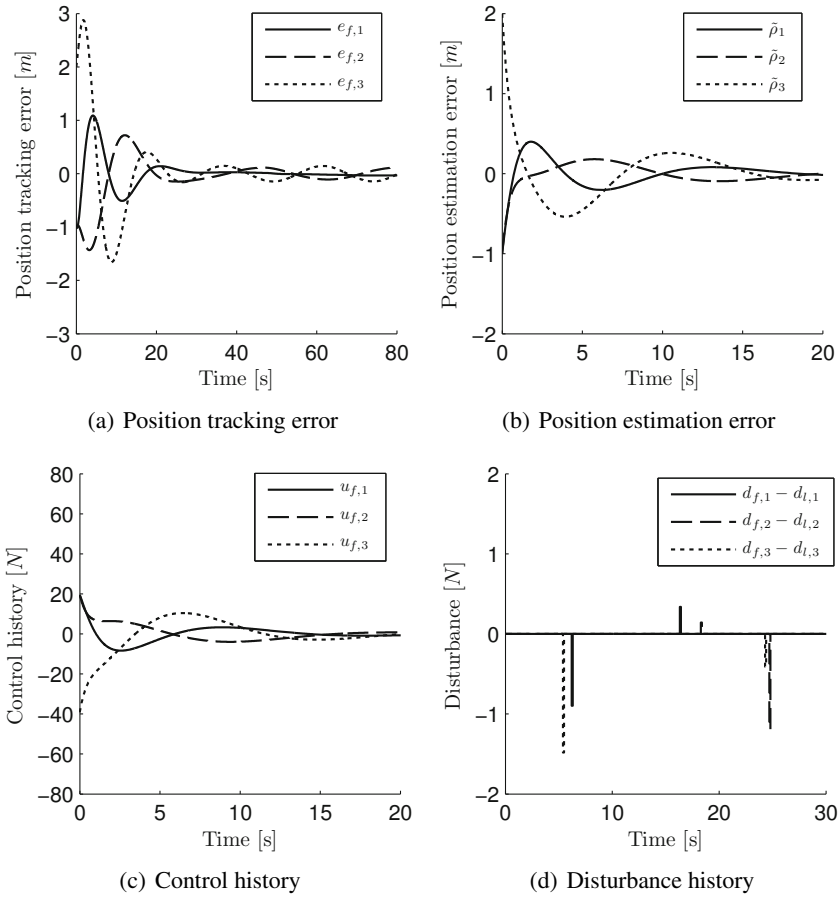 Position tracking error [m]
3
2
1
0
−1
−2
−3
0
20
40
60
80
Time [s]
e_{f,1}
e_{f,2}
e_{f,3}
(a) Position tracking error
Position estimation error [m]
2
1
0
−1
−2
0
5
10
15
20
Time [s]
ρ̃_1
ρ̃_2
ρ̃_3
(b) Position estimation error
Control history [N]
80
60
40
20
0
−20
−40
−60
−80
0
5
10
15
20
Time [s]
u_{f,1}
u_{f,2}
u_{f,3}
(c) Control history
Disturbance [N]
2
1
0
−1
−2
0
10
20
30
Time [s]
d_{f,1} − d_{l,1}
d_{f,2} − d_{l,2}
d_{f,3} − d_{l,3}
(d) Disturbance history